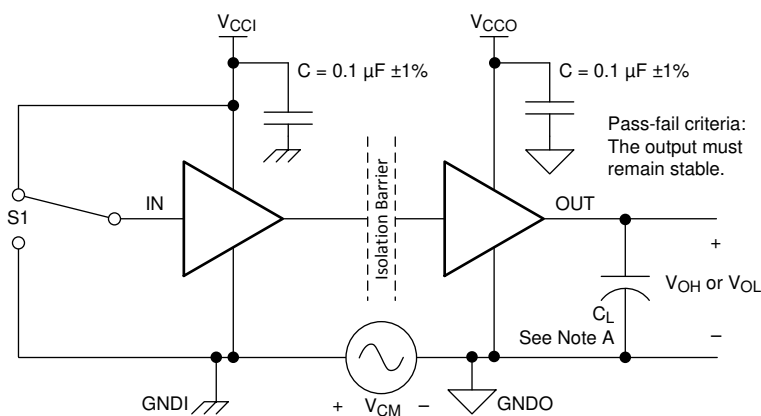 VCCI
VCCO
C = 0.1 µF ±1%
C = 0.1 µF ±1%
Pass-fail criteria:
The output must
remain stable.
S1
IN
Isolation Barrier
OUT
+
VOH or VOL
CL
See Note A
–
GNDI
+
VCM
–
GNDO